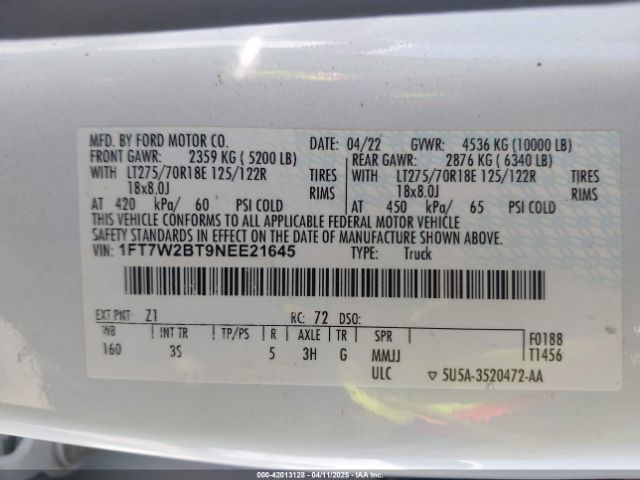 MFD. BY FORD MOTOR CO. DATE: 04/22 GVWR: 4536 KG (10000 LB)
FRONT GAWR: 2359 KG (5200 LB) REAR GAWR: 2876 KG (6340 LB)
WITH LT275/70R18E 125/122R TIRES WITH LT275/70R18E 125/122R TIRES
18x8.0J RIMS 18x8.0J RIMS
AT 420 kPa/ 60 PSI COLD AT 450 kPa/ 65 PSI COLD
THIS VEHICLE CONFORMS TO ALL APPLICABLE FEDERAL MOTOR VEHICLE
SAFETY STANDARDS IN EFFECT ON THE DATE OF MANUFACTURE SHOWN ABOVE.
VIN: 1FT7W2BT9NEE21645 TYPE: Truck
EXT PNT: Z1 RC: 72 DSO:
WB | INT TR | TP/PS | R | AXLE | TR | SPR F0188
160 3S 5 3H G MMJJ T1456
ULC ▽ 5U5A-3520472-AA
000-42013128 - 04/11/2025 - IAAI.COM